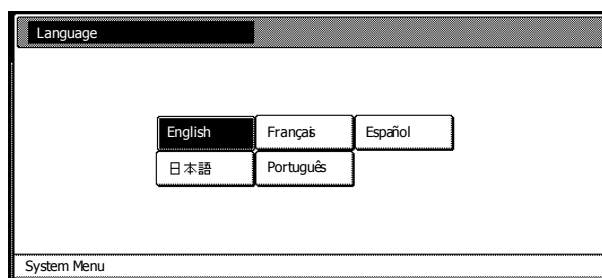 Language
English Français Español
日本語 Português
System Menu